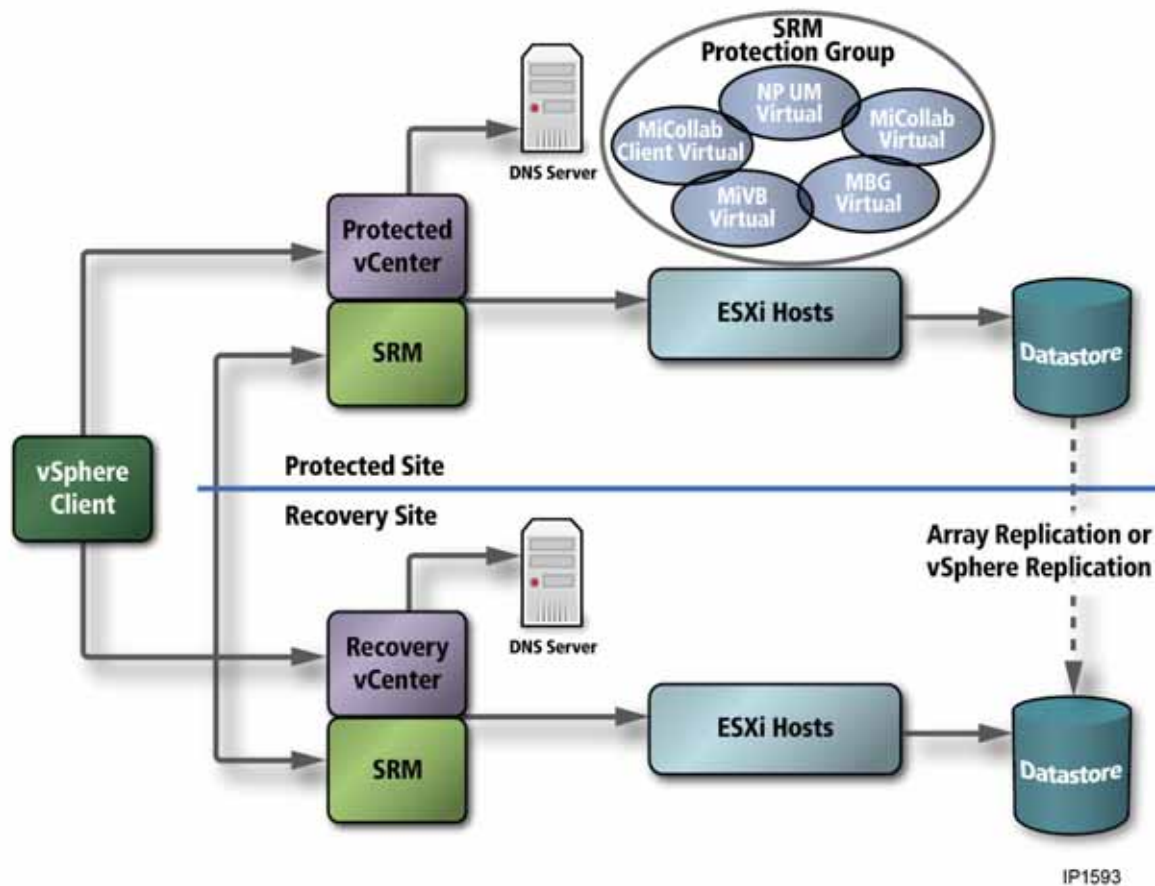 SRM
Protection Group
NP UM
Virtual
MiCollab
Client Virtual
MiCollab
Virtual
MiVB
Virtual
MBG
Virtual
DNS Server
Protected
vCenter
SRM
ESXi Hosts
Datastore
vSphere
Client
Protected Site
Recovery Site
Array Replication or
vSphere Replication
DNS Server
Recovery
vCenter
SRM
ESXi Hosts
Datastore
IP1593